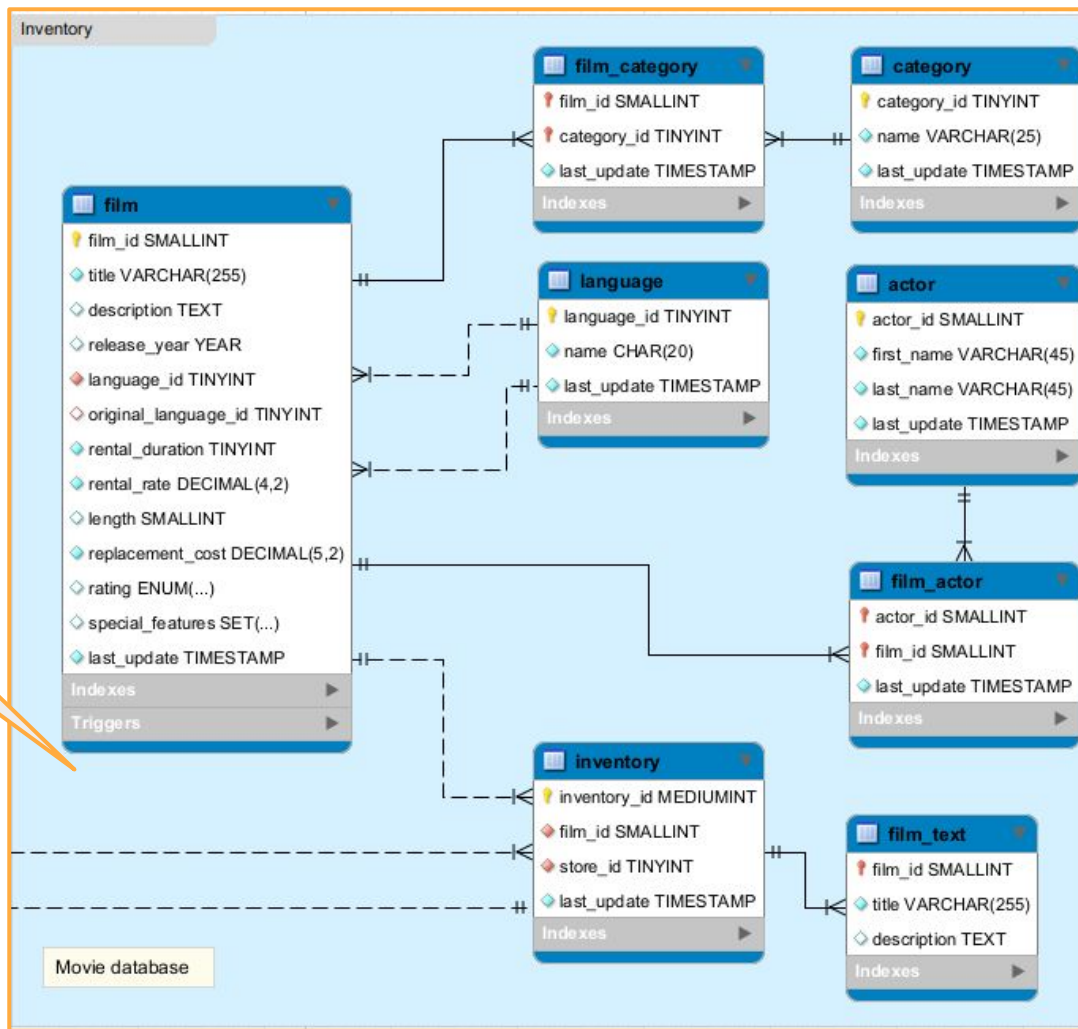 Inventory
film_category
film_id SMALLINT
category_id TINYINT
last_update TIMESTAMP
Indexes
category
category_id TINYINT
name VARCHAR(25)
last_update TIMESTAMP
Indexes
film
film_id SMALLINT
title VARCHAR(255)
description TEXT
release_year YEAR
language_id TINYINT
original_language_id TINYINT
rental_duration TINYINT
rental_rate DECIMAL(4,2)
length SMALLINT
replacement_cost DECIMAL(5,2)
rating ENUM(...)
special_features SET(...)
last_update TIMESTAMP
Indexes
Triggers
language
language_id TINYINT
name CHAR(20)
last_update TIMESTAMP
Indexes
actor
actor_id SMALLINT
first_name VARCHAR(45)
last_name VARCHAR(45)
last_update TIMESTAMP
Indexes
film_actor
actor_id SMALLINT
film_id SMALLINT
last_update TIMESTAMP
Indexes
inventory
inventory_id MEDIUMINT
film_id SMALLINT
store_id TINYINT
last_update TIMESTAMP
Indexes
film_text
film_id SMALLINT
title VARCHAR(255)
description TEXT
Indexes
Movie database